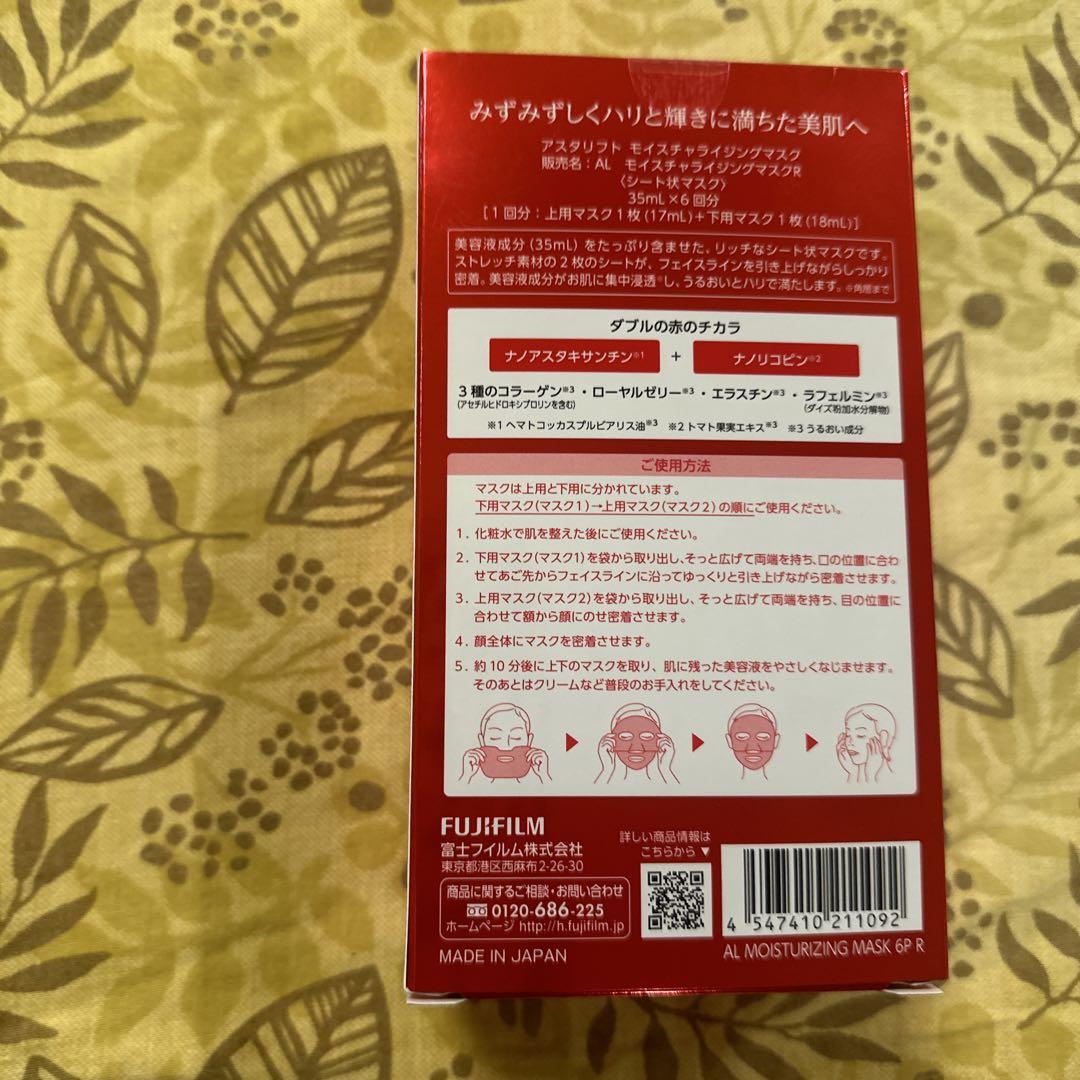 みずみずしくハリと輝きに満ちた美肌へ
アスタリフト モイスチャライジングマスク
販売名：AL モイスチャライジングマスクR
〈シート状マスク〉
35mL×6回分
[1回分：上用マスク1枚(17mL)＋下用マスク1枚(18mL)]
美容液成分(35mL)をたっぷり含ませた、リッチなシート状マスクです。
ストレッチ素材の2枚のシートが、フェイスラインを引き上げながらしっかり
密着。美容液成分がお肌に集中浸透※し、うるおいとハリで満たします。※角層まで
ダブルの赤のチカラ
ナノアスタキサンチン※1 + ナノリコピン※2
3種のコラーゲン※3・ローヤルゼリー※3・エラスチン※3・ラフェルミン※3
(アセチルヒドロキシプロリンを含む) (ダイズ粉加水分解物)
※1 ヘマトコッカスプルビアリス油※3 ※2 トマト果実エキス※3 ※3 うるおい成分
ご使用方法
マスクは上用と下用に分かれています。
下用マスク(マスク1)→上用マスク(マスク2)の順にご使用ください。
1. 化粧水で肌を整えた後にご使用ください。
2. 下用マスク(マスク1)を袋から取り出し、そっと広げて両端を持ち、口の位置に合わ
せてあご先からフェイスラインに沿ってゆっくりと引き上げながら密着させます。
3. 上用マスク(マスク2)を袋から取り出し、そっと広げて両端を持ち、目の位置に
合わせて額から顔にのせ密着させます。
4. 顔全体にマスクを密着させます。
5. 約10分後に上下のマスクを取り、肌に残った美容液をやさしくなじませます。
そのあとはクリームなど普段のお手入れをしてください。
FUJIFILM
富士フイルム株式会社
東京都港区西麻布2-26-30
商品に関するご相談・お問い合わせ
0120-686-225
ホームページ http://h.fujifilm.jp
MADE IN JAPAN
詳しい商品情報は
こちらから▼
4 547410 211092
AL MOISTURIZING MASK 6P R